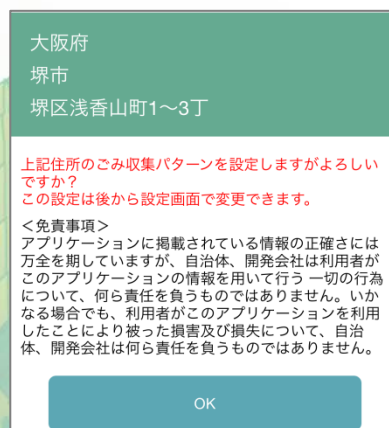 大阪府
堺市
堺区浅香山町1〜3丁
上記住所のごみ収集パターンを設定しますがよろしい
ですか？
この設定は後から設定画面で変更できます。
＜免責事項＞
アプリケーションに掲載されている情報の正確さには
万全を期していますが、自治体、開発会社は利用者が
このアプリケーションの情報を用いて行う 一切の行為
について、何ら責任を負うものではありません。いか
なる場合でも、利用者がこのアプリケーションを利用
したことにより被った損害及び損失について、自治
体、開発会社は何ら責任を負うものではありません。
OK